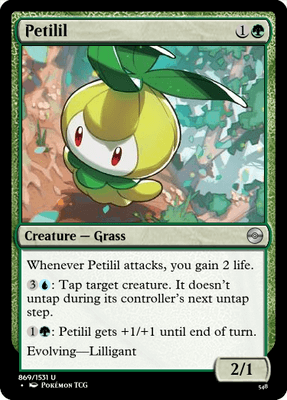 Petilil
1
Creature — Grass
Whenever Petilil attacks, you gain 2 life.
3 : Tap target creature. It doesn't
untap during its controller's next untap
step.
1 : Petilil gets +1/+1 until end of turn.
Evolving—Lilligant
2/1
869/1531 U
• Pokémon TCG